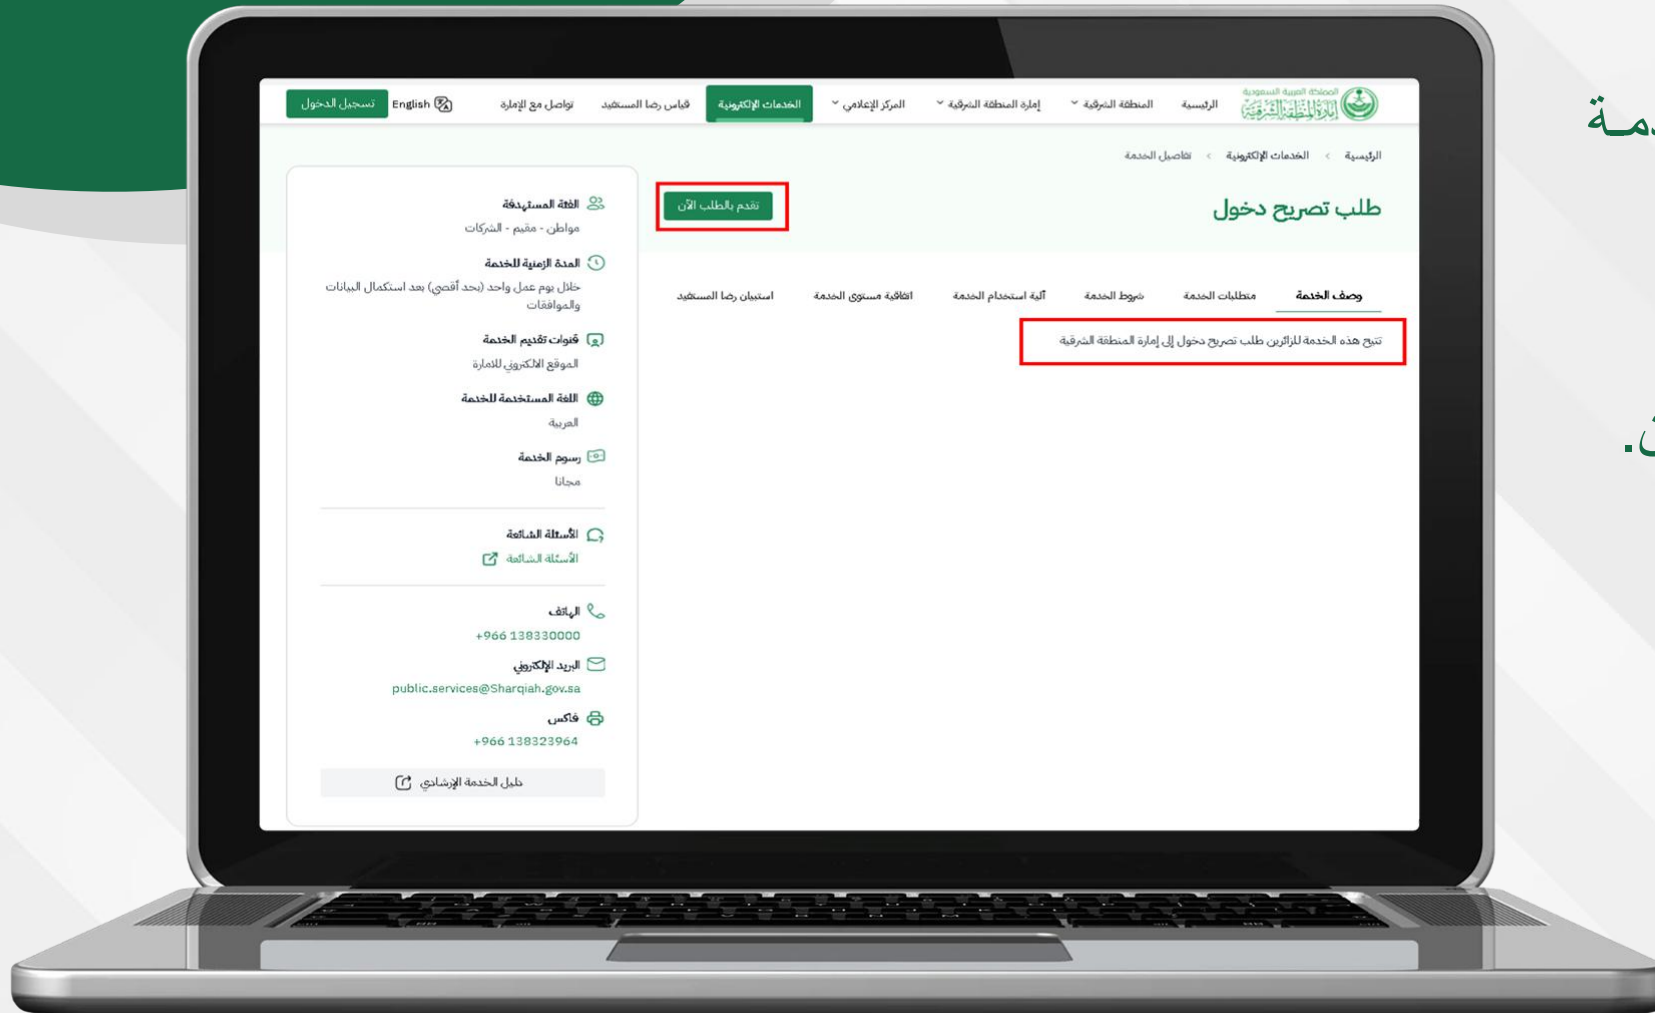 المملكة العربية السعودية
إمارة المنطقة الشرقية
الرئيسية
المنطقة الشرقية
إمارة المنطقة الشرقية
المركز الإعلامي
الخدمات الإلكترونية
قياس رضا المستفيد
تواصل مع الإمارة
English
تسجيل الدخول
الرئيسية > الخدمات الإلكترونية > تفاصيل الخدمة
طلب تصريح دخول
تقدم بالطلب الآن
وصف الخدمة
متطلبات الخدمة
شروط الخدمة
آلية استخدام الخدمة
اتفاقية مستوى الخدمة
استبيان رضا المستفيد
تتيح هذه الخدمة للزائرين طلب تصريح دخول إلى إمارة المنطقة الشرقية
الفئة المستهدفة
مواطن - مقيم - الشركات
المدة الزمنية للخدمة
خلال يوم عمل واحد (بحد أقصي) بعد استكمال البيانات
والموافقات
قنوات تقديم الخدمة
الموقع الالكتروني للامارة
اللغة المستخدمة للخدمة
العربية
رسوم الخدمة
مجانا
الأسئلة الشائعة
الأسئلة الشائعة
الهاتف
+966 138330000
البريد الإلكتروني
public.services@Sharqiah.gov.sa
فاكس
+966 138323964
دليل الخدمة الإرشادي